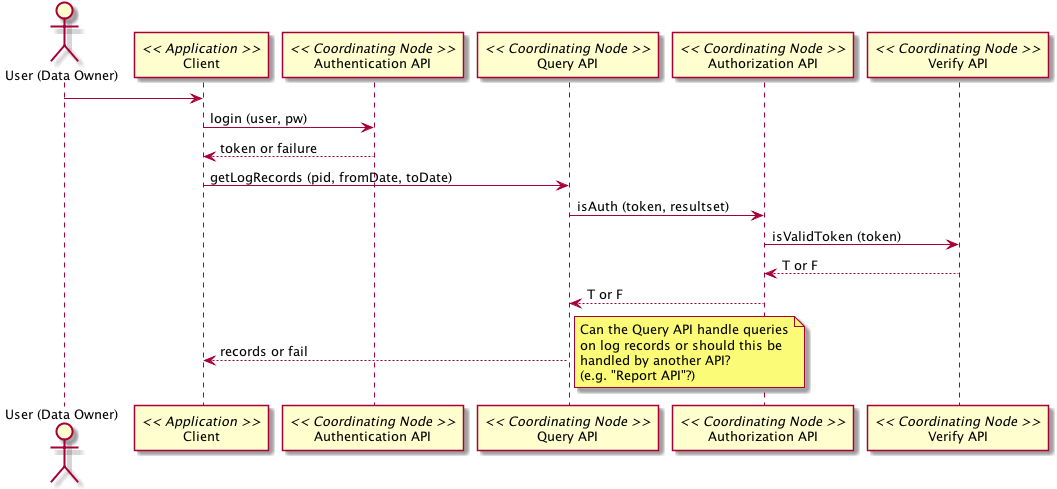 << Application >>
Client
<< Coordinating Node >>
Authentication API
<< Coordinating Node >>
Query API
<< Coordinating Node >>
Authorization API
<< Coordinating Node >>
Verify API
User (Data Owner)
login (user, pw)
token or failure
getLogRecords (pid, fromDate, toDate)
isAuth (token, resultset)
isValidToken (token)
T or F
T or F
Can the Query API handle queries
on log records or should this be
handled by another API?
(e.g. "Report API"?)
records or fail
User (Data Owner)
<< Application >>
Client
<< Coordinating Node >>
Authentication API
<< Coordinating Node >>
Query API
<< Coordinating Node >>
Authorization API
<< Coordinating Node >>
Verify API